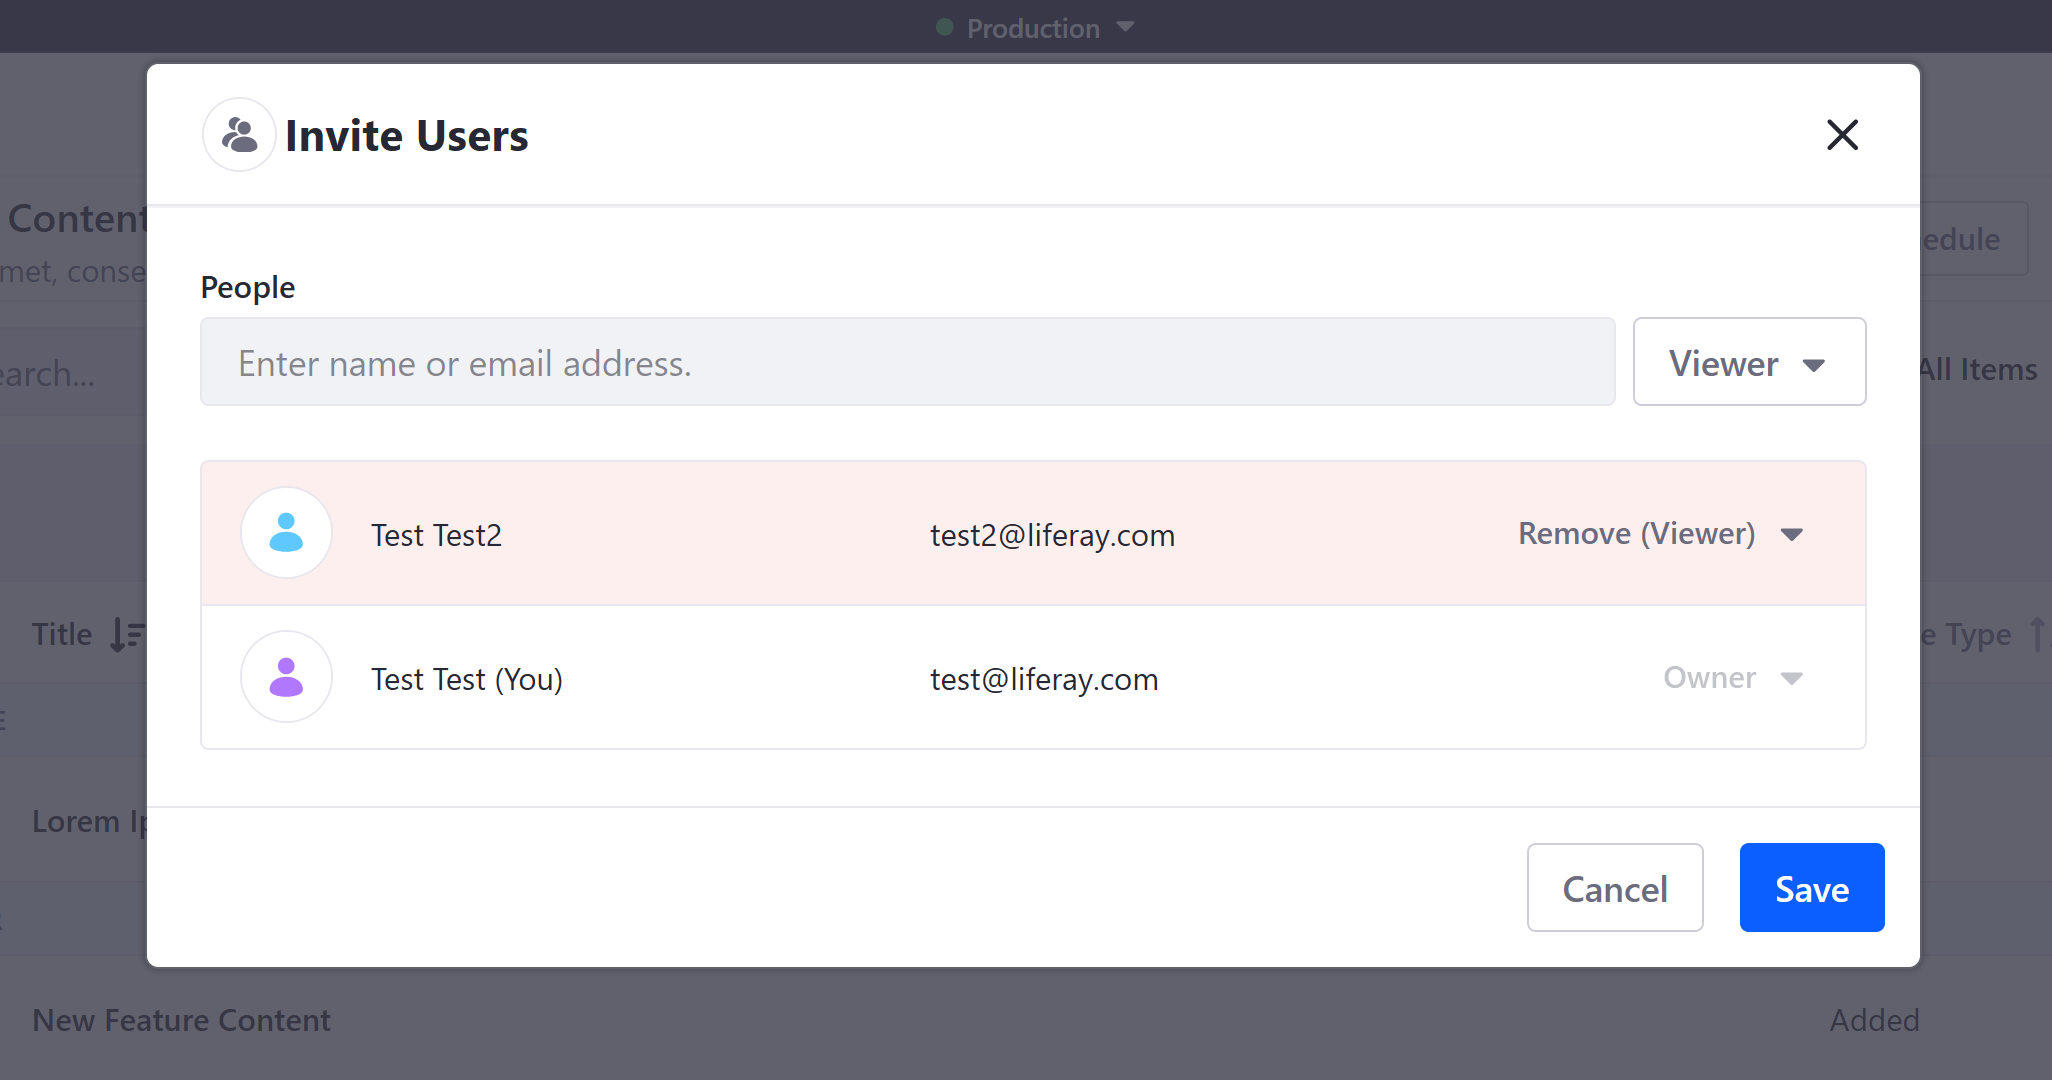 Production
Invite Users
Content
edule
met, conse
People
Enter name or email address.
Viewer
earch...
All Items
Test Test2 test2@liferay.com Remove (Viewer)
Title
e Type
Test Test (You) test@liferay.com Owner
Lorem Ip
Cancel Save
New Feature Content Added